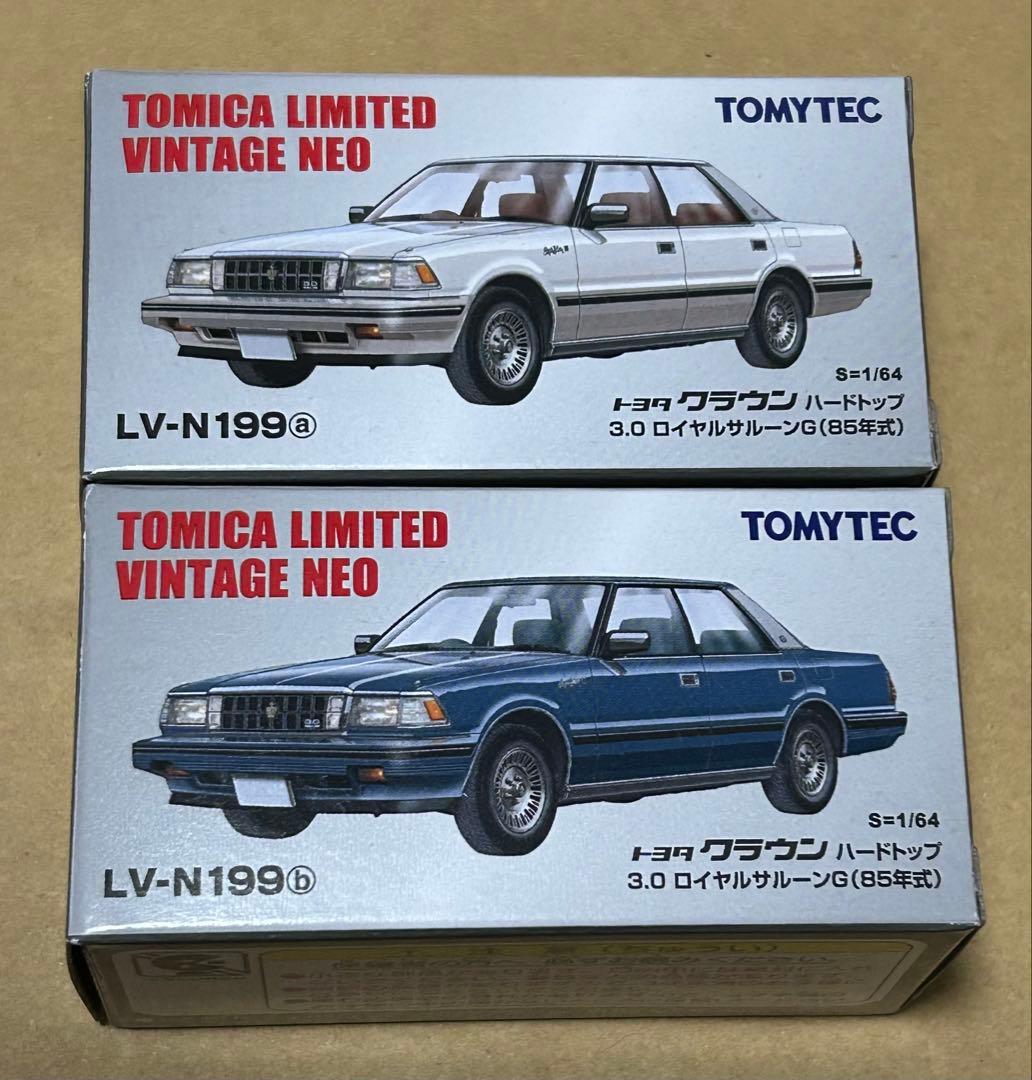 TOMICA LIMITED
VINTAGE NEO
TOMYTEC
S=1/64
LV-N199ⓐ
トヨタ クラウン ハードトップ
3.0 ロイヤルサルーンG(85年式)
TOMICA LIMITED
VINTAGE NEO
TOMYTEC
S=1/64
LV-N199ⓑ
トヨタ クラウン ハードトップ
3.0 ロイヤルサルーンG(85年式)